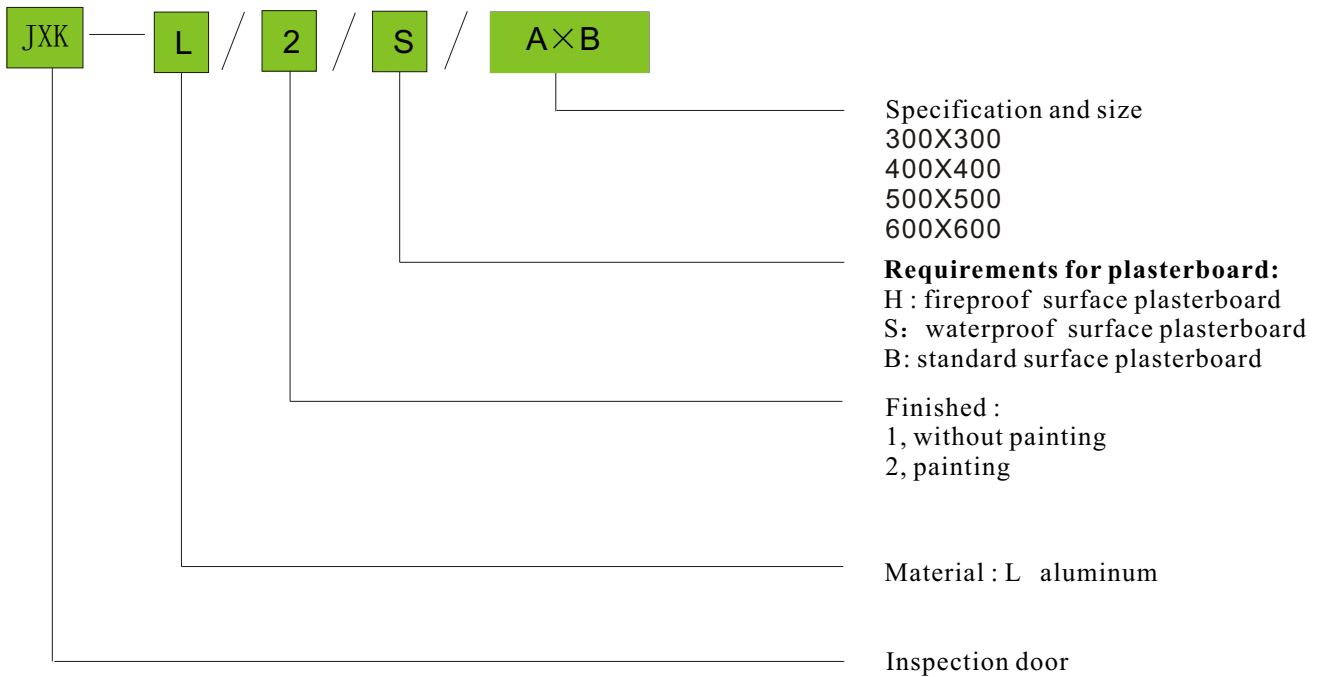 JXK — L / 2 / S / A×B
Specification and size
300X300
400X400
500X500
600X600
Requirements for plasterboard:
H : fireproof surface plasterboard
S： waterproof surface plasterboard
B: standard surface plasterboard
Finished :
1, without painting
2, painting
Material : L aluminum
Inspection door